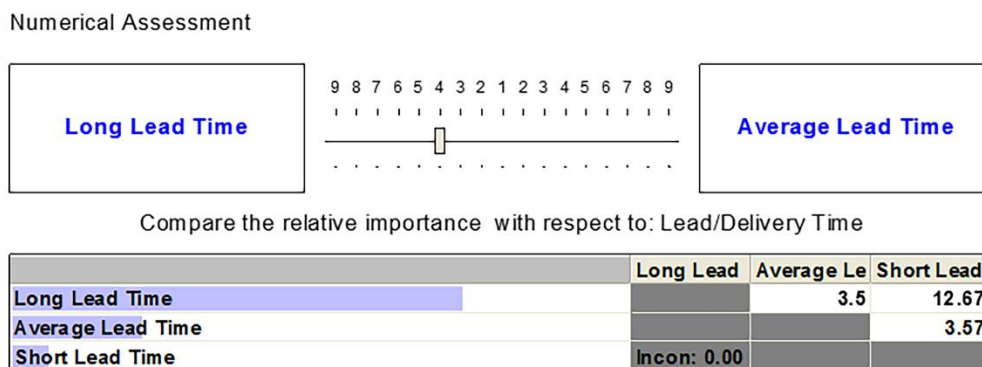 Numerical Assessment
9 8 7 6 5 4 3 2 1 2 3 4 5 6 7 8 9
Long Lead Time
Average Lead Time
Compare the relative importance with respect to: Lead/Delivery Time
Long Lead Average Le Short Lead
Long Lead Time 3.5 12.67
Average Lead Time 3.57
Short Lead Time Incon: 0.00